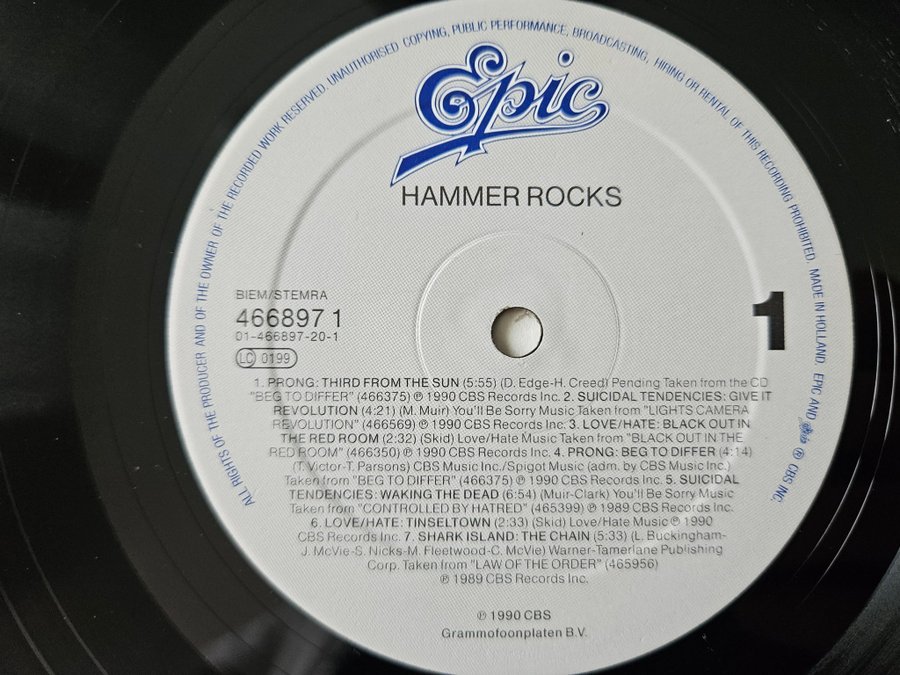 ALL RIGHTS OF THE PRODUCER AND OF THE OWNER OF THE RECORDED WORK RESERVED. UNAUTHORISED COPYING, PUBLIC PERFORMANCE, BROADCASTING, HIRING OR RENTAL OF THIS RECORDING PROHIBITED. MADE IN HOLLAND. EPIC AND ® CBS INC.
Epic
HAMMER ROCKS
BIEM/STEMRA
466897 1
01-466897-20-1
LC 0199
1
1. PRONG: THIRD FROM THE SUN (5:55) (D. Edge-H. Creed) Pending Taken from the CD
"BEG TO DIFFER" (466375) ℗ 1990 CBS Records Inc. 2. SUICIDAL TENDENCIES: GIVE IT
REVOLUTION (4:21) (M. Muir) You'll Be Sorry Music Taken from "LIGHTS CAMERA
REVOLUTION" (466569) ℗ 1990 CBS Records Inc. 3. LOVE/HATE: BLACK OUT IN
THE RED ROOM (2:32) (Skid) Love/Hate Music Taken from "BLACK OUT IN THE
RED ROOM" (466350) ℗ 1990 CBS Records Inc. 4. PRONG: BEG TO DIFFER (4:14)
(T. Victor-T. Parsons) CBS Music Inc./Spigot Music (adm. by CBS Music Inc.)
Taken from "BEG TO DIFFER" (466375) ℗ 1990 CBS Records Inc. 5. SUICIDAL
TENDENCIES: WAKING THE DEAD (6:54) (Muir-Clark) You'll Be Sorry Music
Taken from "CONTROLLED BY HATRED" (465399) ℗ 1989 CBS Records Inc.
6. LOVE/HATE: TINSELTOWN (2:33) (Skid) Love/Hate Music ℗ 1990
CBS Records Inc. 7. SHARK ISLAND: THE CHAIN (5:33) (L. Buckingham-
J. McVie-S. Nicks-M. Fleetwood-C. McVie) Warner-Tamerlane Publishing
Corp. Taken from "LAW OF THE ORDER" (465956)
℗ 1989 CBS Records Inc.
℗ 1990 CBS
Grammofoonplaten B.V.